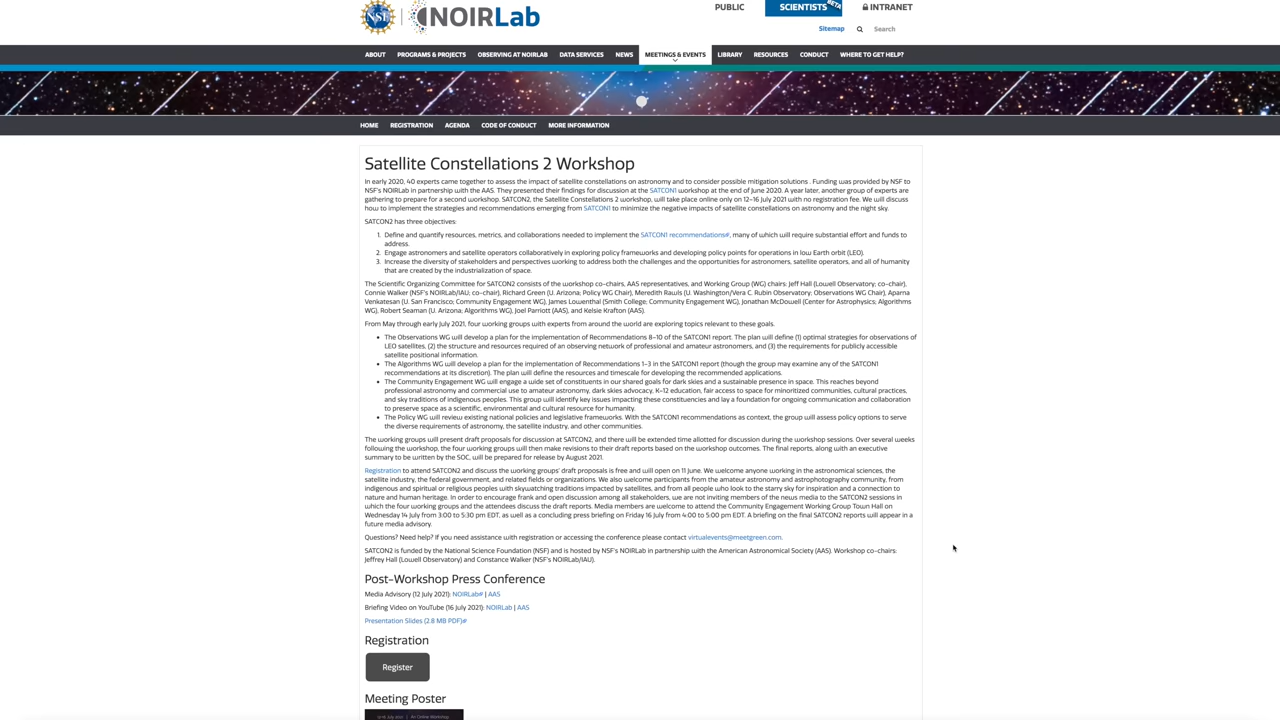 NSF NOIRLab
PUBLIC SCIENTISTS BETA INTRANET
Sitemap Search
ABOUT PROGRAMS & PROJECTS OBSERVING AT NOIRLAB DATA SERVICES NEWS MEETINGS & EVENTS LIBRARY RESOURCES CONDUCT WHERE TO GET HELP?
HOME REGISTRATION AGENDA CODE OF CONDUCT MORE INFORMATION
Satellite Constellations 2 Workshop
In early 2020, 40 experts came together to assess the impact of satellite constellations on astronomy and to consider possible mitigation solutions . Funding was provided by NSF to
NSF's NOIRLab in partnership with the AAS. They presented their findings for discussion at the SATCON1 workshop at the end of June 2020. A year later, another group of experts are
gathering to prepare for a second workshop. SATCON2, the Satellite Constellations 2 workshop, will take place online only on 12-16 July 2021 with no registration fee. We will discuss
how to implement the strategies and recommendations emerging from SATCON1 to minimize the negative impacts of satellite constellations on astronomy and the night sky.
SATCON2 has three objectives:
1. Define and quantify resources, metrics, and collaborations needed to implement the SATCON1 recommendations, many of which will require substantial effort and funds to
address.
2. Engage astronomers and satellite operators collaboratively in exploring policy frameworks and developing policy points for operations in low Earth orbit (LEO).
3. Increase the diversity of stakeholders and perspectives working to address both the challenges and the opportunities for astronomers, satellite operators, and all of humanity
that are created by the industrialization of space.
The Scientific Organizing Committee for SATCON2 consists of the workshop co-chairs, AAS representatives, and Working Group (WG) chairs: Jeff Hall (Lowell Observatory; co-chair),
Connie Walker (NSF's NOIRLab/IAU; co-chair), Richard Green (U. Arizona; Policy WG Chair), Meredith Rawls (U. Washington/Vera C. Rubin Observatory; Observations WG Chair), Aparna
Venkatesan (U. San Francisco; Community Engagement WG), James Lowenthal (Smith College; Community Engagement WG), Jonathan McDowell (Center for Astrophysics; Algorithms
WG), Robert Seaman (U. Arizona; Algorithms WG), Joel Parriott (AAS), and Kelsie Krafton (AAS).
From May through early July 2021, four working groups with experts from around the world are exploring topics relevant to these goals.
• The Observations WG will develop a plan for the implementation of Recommendations 8-10 of the SATCON1 report. The plan will define (1) optimal strategies for observations of
LEO satellites, (2) the structure and resources required of an observing network of professional and amateur astronomers, and (3) the requirements for publicly accessible
satellite positional information.
• The Algorithms WG will develop a plan for the implementation of Recommendations 1-3 in the SATCON1 report (though the group may examine any of the SATCON1
recommendations at its discretion). The plan will define the resources and timescale for developing the recommended applications.
• The Community Engagement WG will engage a wide set of constituents in our shared goals for dark skies and a sustainable presence in space. This reaches beyond
professional astronomy and commercial use to amateur astronomy, dark skies advocacy, K-12 education, fair access to space for minoritized communities, cultural practices,
and sky traditions of indigenous peoples. This group will identify key issues impacting these constituencies and lay a foundation for ongoing communication and collaboration
to preserve space as a scientific, environmental and cultural resource for humanity.
• The Policy WG will review existing national policies and legislative frameworks. With the SATCON1 recommendations as context, the group will assess policy options to serve
the diverse requirements of astronomy, the satellite industry, and other communities.
The working groups will present draft proposals for discussion at SATCON2, and there will be extended time allotted for discussion during the workshop sessions. Over several weeks
following the workshop, the four working groups will then make revisions to their draft reports based on the workshop outcomes. The final reports, along with an executive
summary to be written by the SOC, will be prepared for release by August 2021.
Registration to attend SATCON2 and discuss the working groups' draft proposals is free and will open on 11 June. We welcome anyone working in the astronomical sciences, the
satellite industry, the federal government, and related fields or organizations. We also welcome participants from the amateur astronomy and astrophotography community, from
indigenous and spiritual or religious peoples with skywatching traditions impacted by satellites, and from all people who look to the starry sky for inspiration and a connection to
nature and human heritage. In order to encourage frank and open discussion among all stakeholders, we are not inviting members of the news media to the SATCON2 sessions in
which the four working groups and the attendees discuss the draft reports. Media members are welcome to attend the Community Engagement Working Group Town Hall on
Wednesday 14 July from 3:00 to 5:30 pm EDT, as well as a concluding press briefing on Friday 16 July from 4:00 to 5:00 pm EDT. A briefing on the final SATCON2 reports will appear in a
future media advisory.
Questions? Need help? If you need assistance with registration or accessing the conference please contact virtualevents@meetgreen.com.
SATCON2 is funded by the National Science Foundation (NSF) and is hosted by NSF's NOIRLab in partnership with the American Astronomical Society (AAS). Workshop co-chairs:
Jeffrey Hall (Lowell Observatory) and Constance Walker (NSF's NOIRLab/IAU).
Post-Workshop Press Conference
Media Advisory (12 July 2021): NOIRLab | AAS
Briefing Video on YouTube (16 July 2021): NOIRLab | AAS
Presentation Slides (2.8 MB PDF)
Registration
Register
Meeting Poster
12-16 July 2021 | An Online Workshop